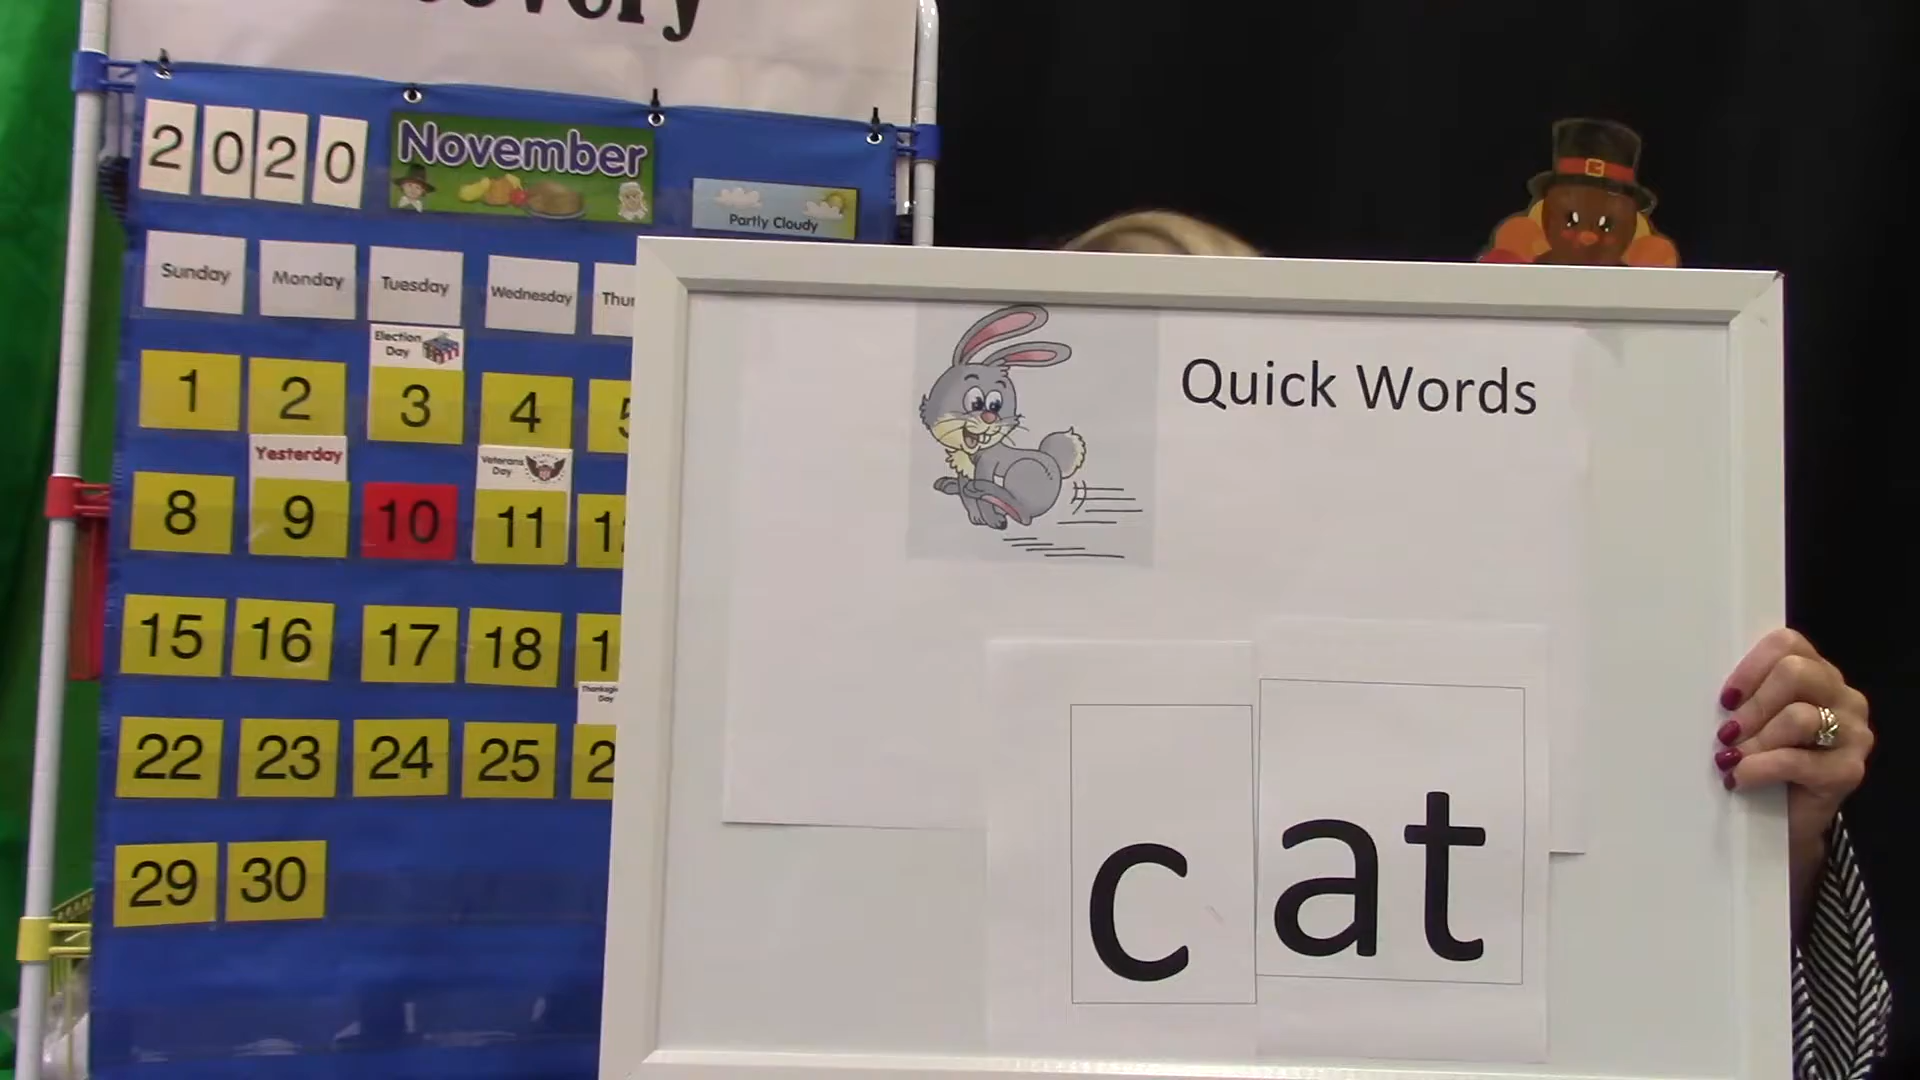 2020
November
Partly Cloudy
Sunday Monday Tuesday Wednesday
Election
Day
1 2 3 4
Yesterday
Veterans
Day
8 9 10 11
15 16 17 18
Day
22 23 24 25
29 30
Quick Words
c at